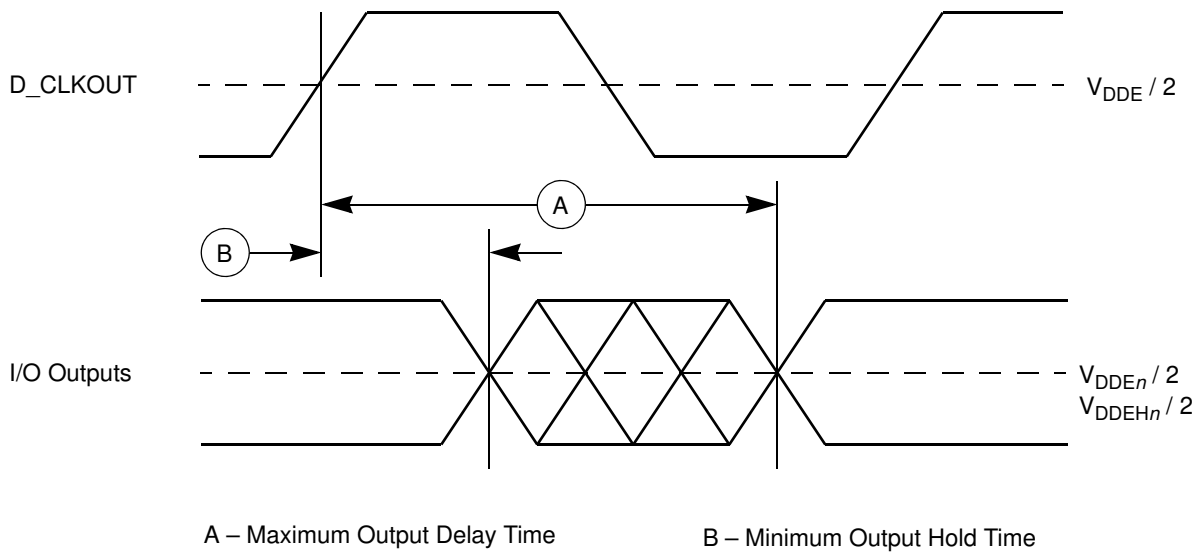 D_CLKOUT
VDDE / 2
A
B
I/O Outputs
VDDEn / 2
VDDEHn / 2
A – Maximum Output Delay Time
B – Minimum Output Hold Time